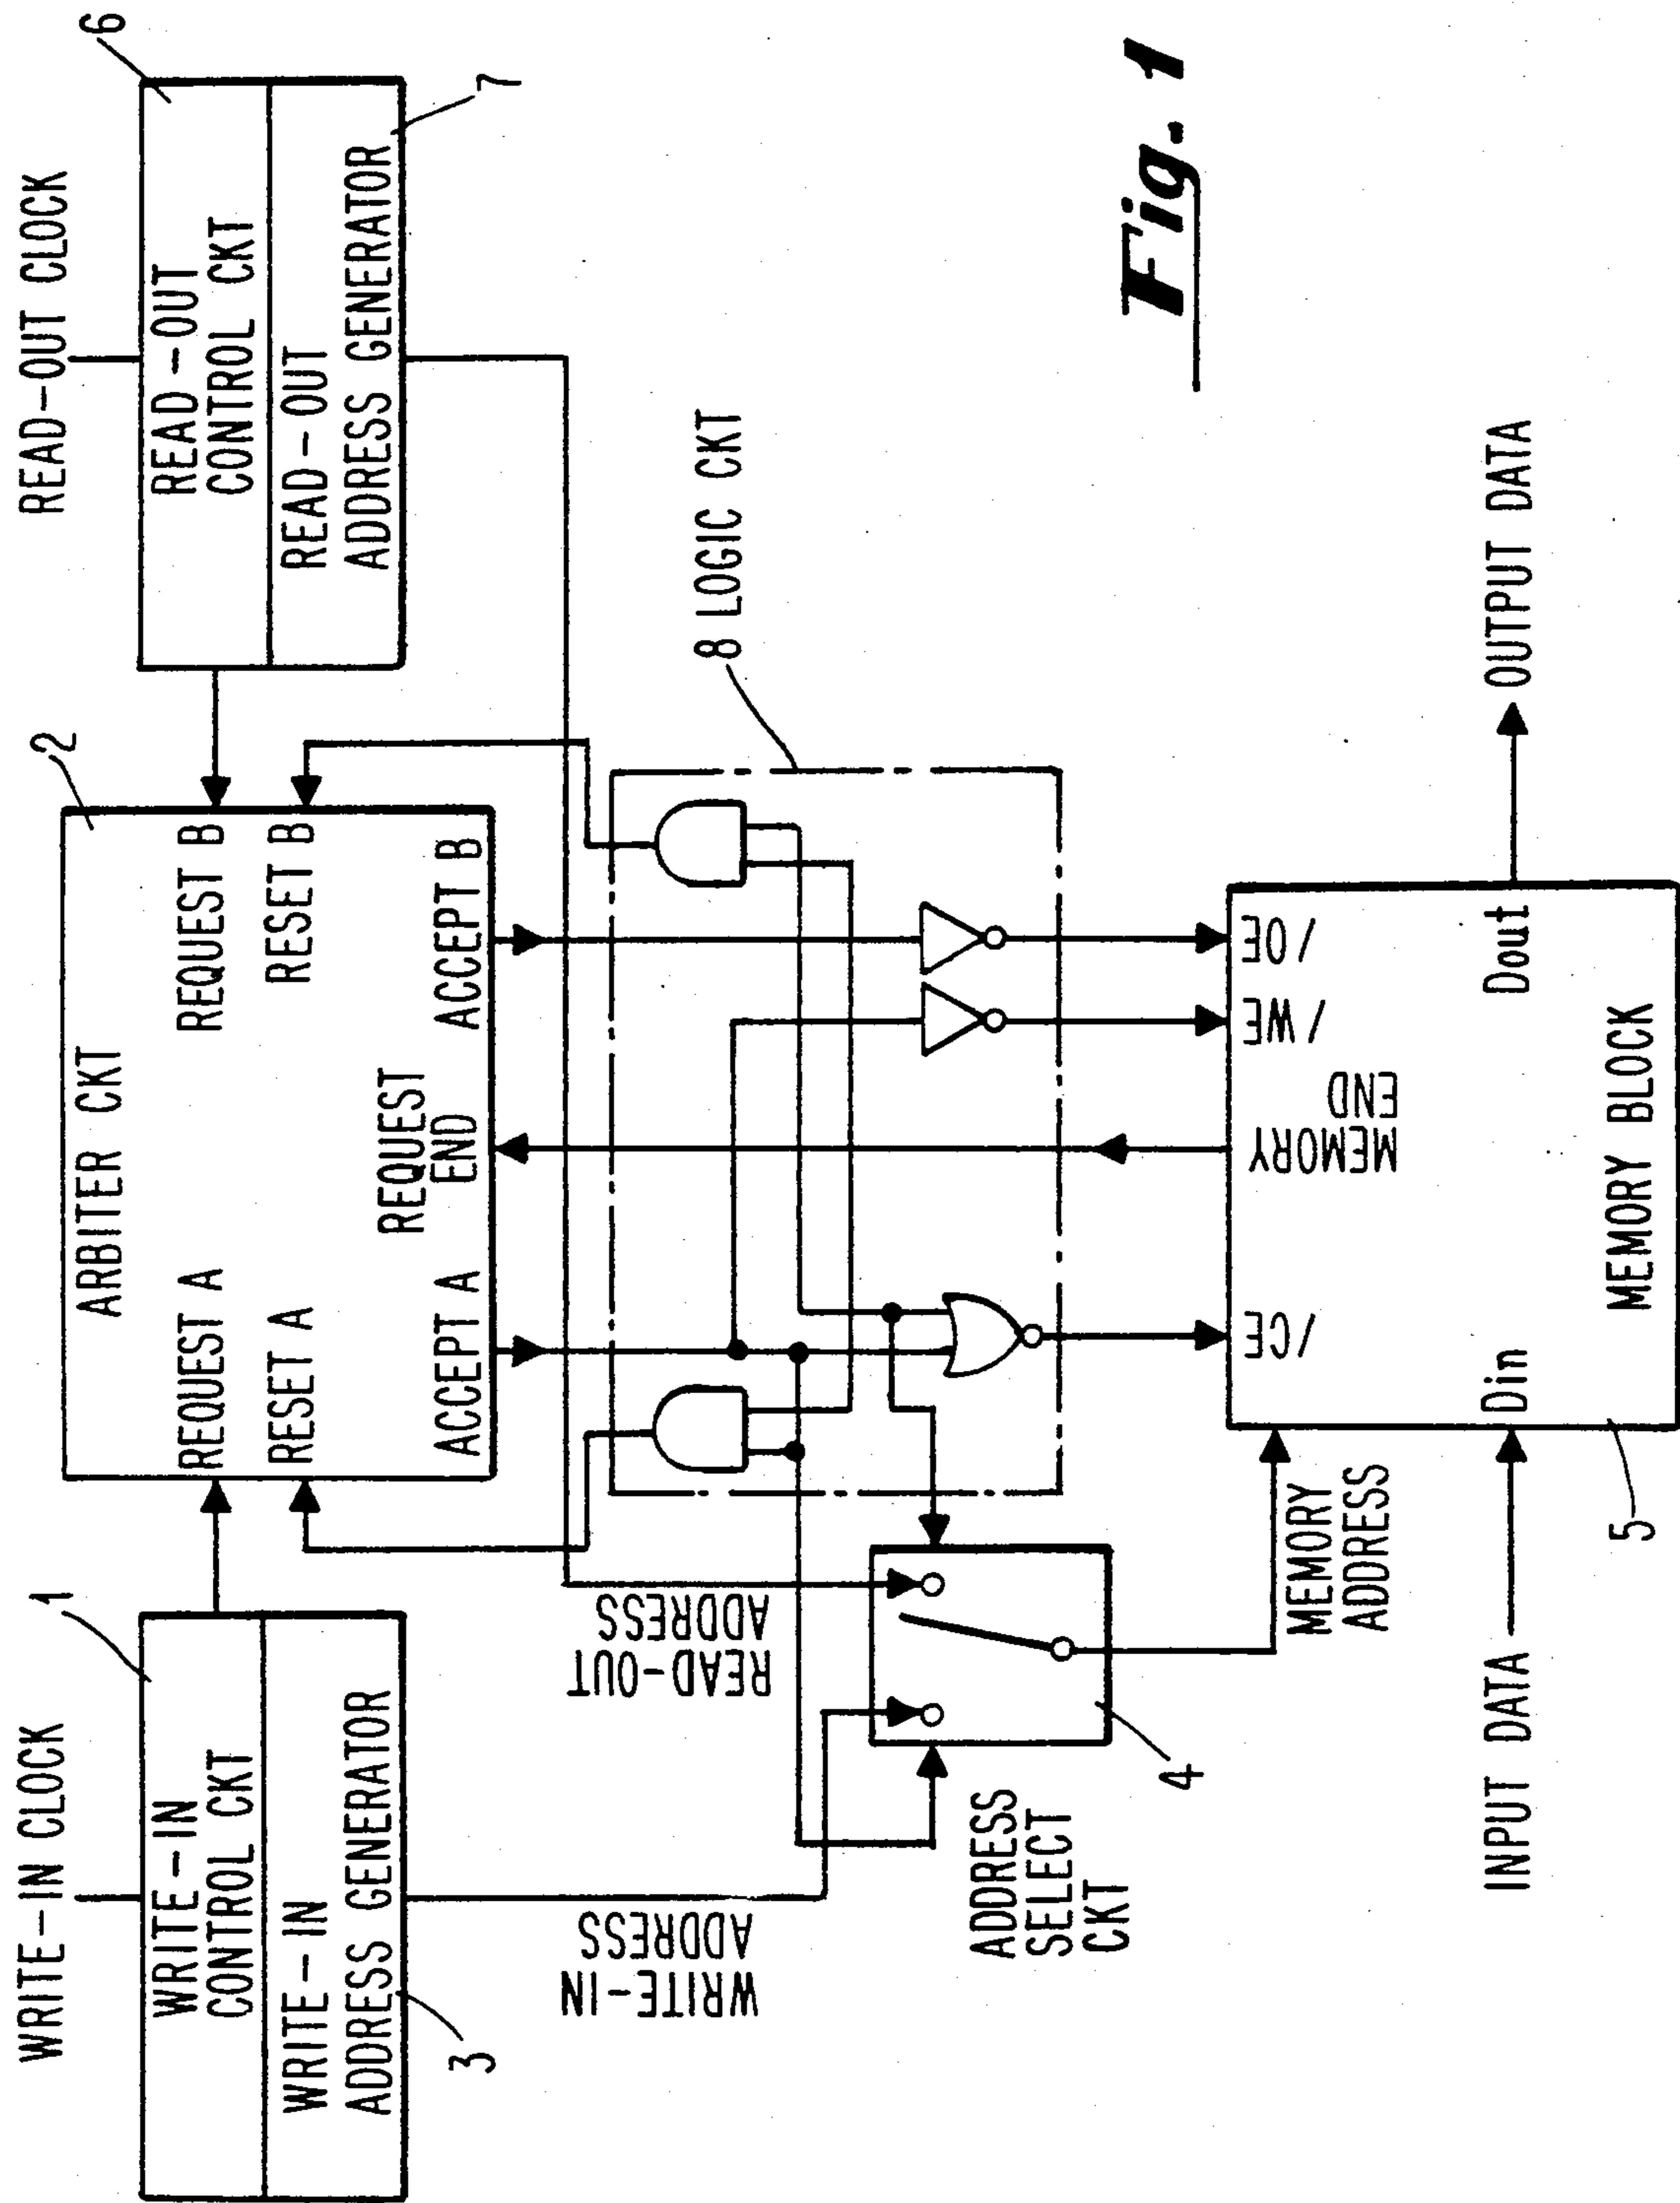 WRITE-IN CLOCK
READ-OUT CLOCK
1
WRITE-IN
CONTROL CKT
WRITE-IN
ADDRESS GENERATOR
3
2
ARBITER CKT
REQUEST A
REQUEST B
RESET A
RESET B
REQUEST
END
ACCEPT A
ACCEPT B
6
READ-OUT
CONTROL CKT
READ-OUT
ADDRESS GENERATOR
7
WRITE-IN
ADDRESS
READ-OUT
ADDRESS
8 LOGIC CKT
ADDRESS
SELECT
CKT
4
MEMORY
ADDRESS
/CE
MEMORY
END
/WE
/OE
Din
Dout
MEMORY BLOCK
5
INPUT DATA
OUTPUT DATA
Fig. 1